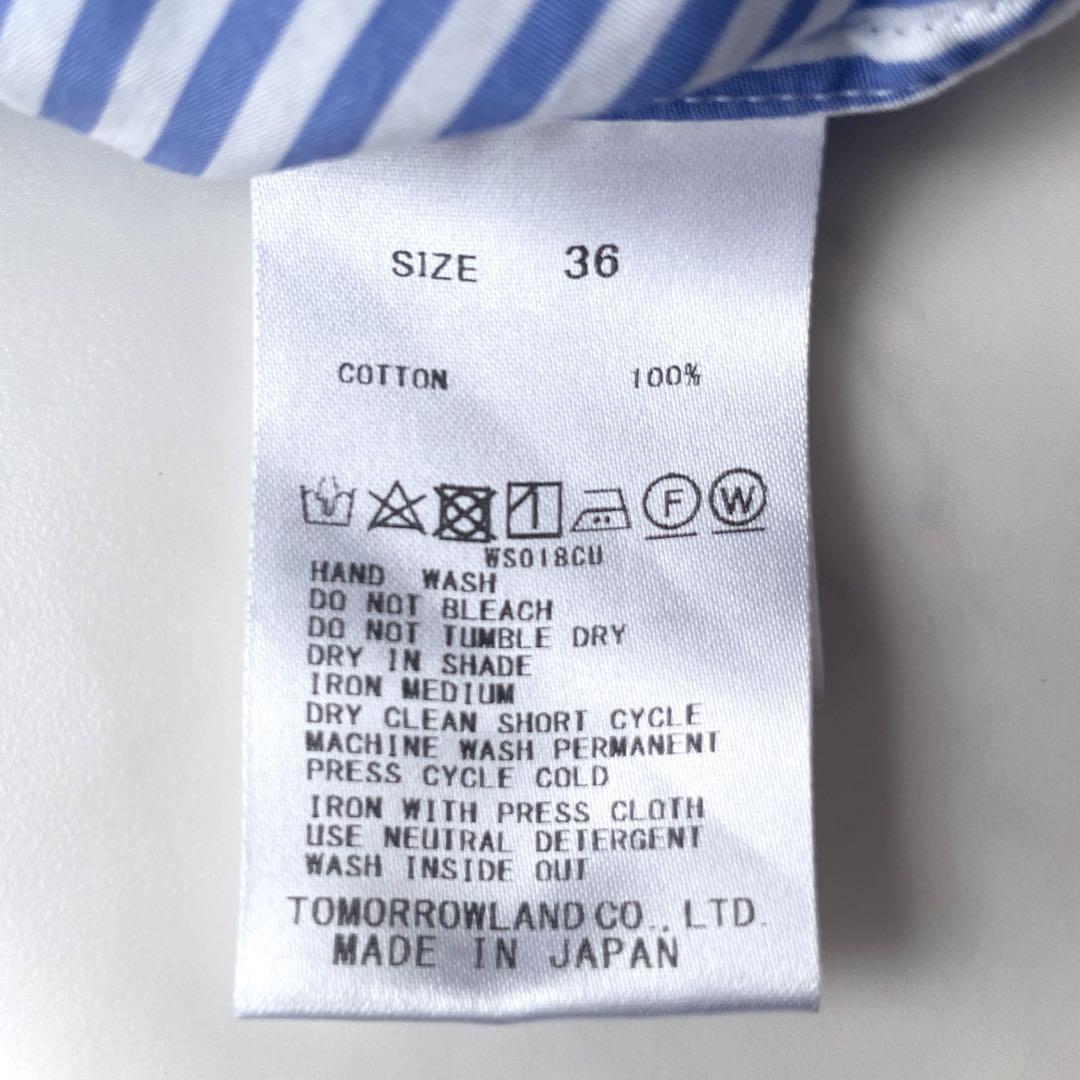 SIZE 36
COTTON 100%
F W
WS018CU
HAND WASH
DO NOT BLEACH
DO NOT TUMBLE DRY
DRY IN SHADE
IRON MEDIUM
DRY CLEAN SHORT CYCLE
MACHINE WASH PERMANENT
PRESS CYCLE COLD
IRON WITH PRESS CLOTH
USE NEUTRAL DETERGENT
WASH INSIDE OUT
TOMORROWLAND CO., LTD.
MADE IN JAPAN